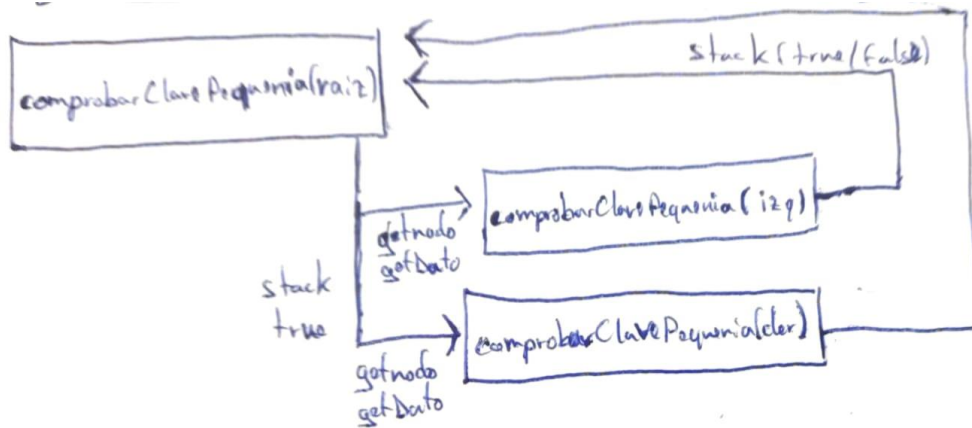 stack(true/false)
comprobarClavePequenia(raiz)
comprobarClavePequenia(izq)
getnodo
getDato
stack
true
comprobarClavePequenia(der)
getnodo
getDato